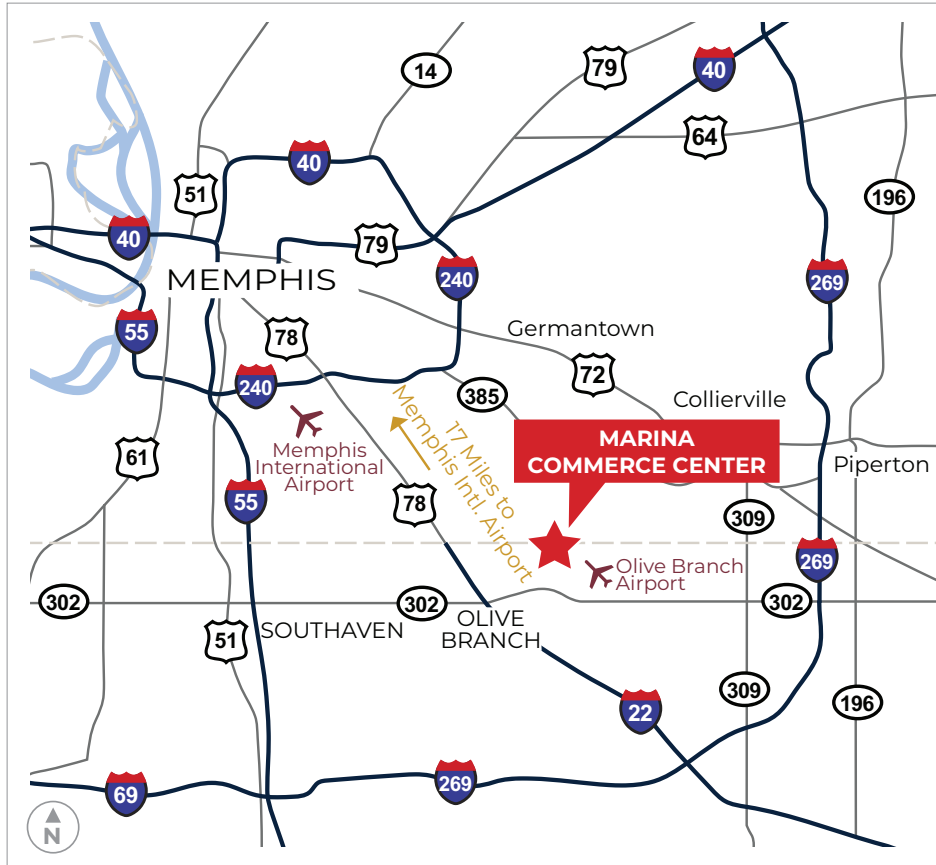 14
79
40
64
40
51
196
40
79
MEMPHIS
240
269
55
78
Germantown
72
240
385
Collierville
Memphis
International
Airport
17 Miles to
Memphis Intl. Airport
MARINA
COMMERCE CENTER
Piperton
61
55
78
309
269
Olive Branch
Airport
302
302
302
51
SOUTHAVEN
OLIVE
BRANCH
309
196
22
69
269
N